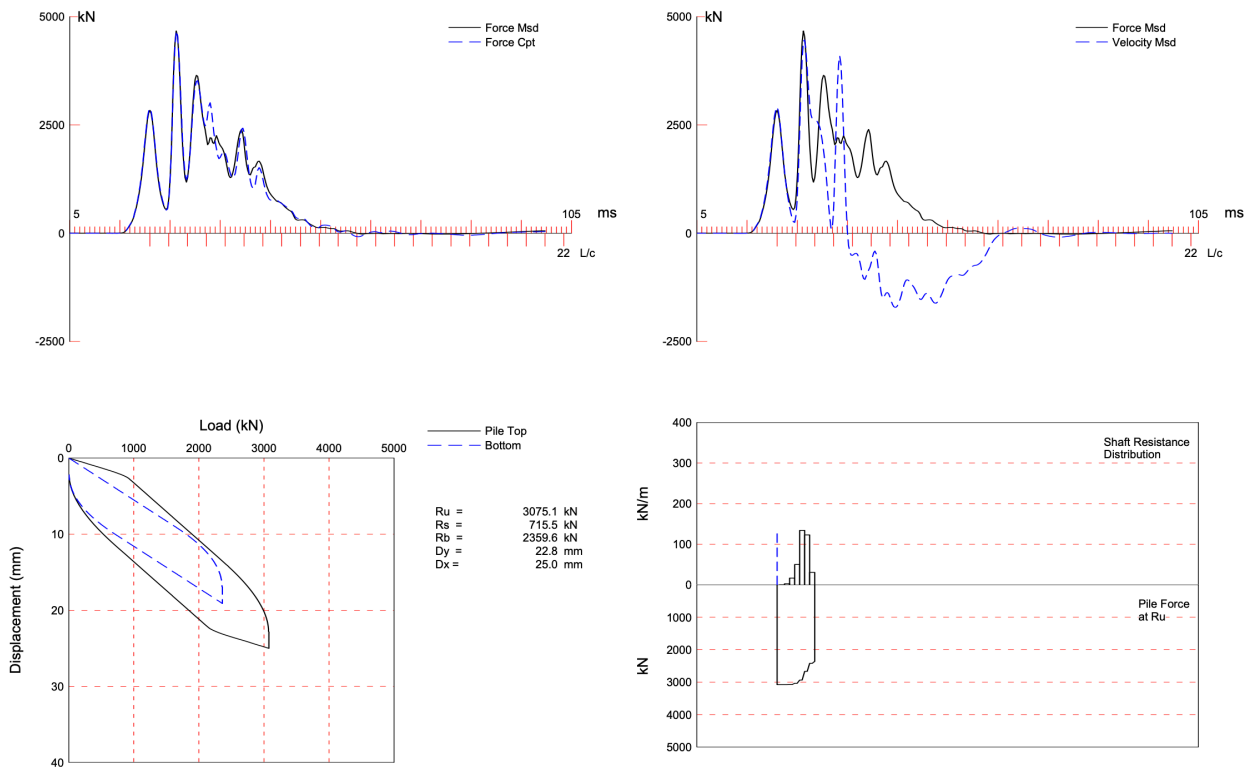 5000
kN
Force Msd
Force Cpt
2500
5
105
ms
0
22
L/c
-2500
5000
kN
Force Msd
Velocity Msd
2500
5
105
ms
0
22
L/c
-2500
Load (kN)
0 1000 2000 3000 4000 5000
Pile Top
Bottom
0
10
20
30
40
Displacement (mm)
Ru = 3075.1 kN
Rs = 715.5 kN
Rb = 2359.6 kN
Dy = 22.8 mm
Dx = 25.0 mm
400
300
200
100
0
1000
2000
3000
4000
5000
kN/m
kN
Shaft Resistance
Distribution
Pile Force
at Ru